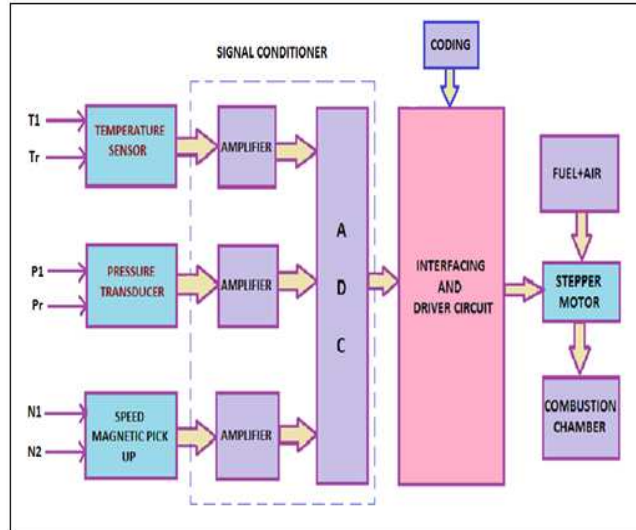 SIGNAL CONDITIONER
CODING
T1
Tr
TEMPERATURE
SENSOR
AMPLIFIER
FUEL+AIR
P1
Pr
PRESSURE
TRANSDUCER
AMPLIFIER
A
D
C
INTERFACING
AND
DRIVER CIRCUIT
STEPPER
MOTOR
N1
N2
SPEED
MAGNETIC PICK
UP
AMPLIFIER
COMBUSTION
CHAMBER